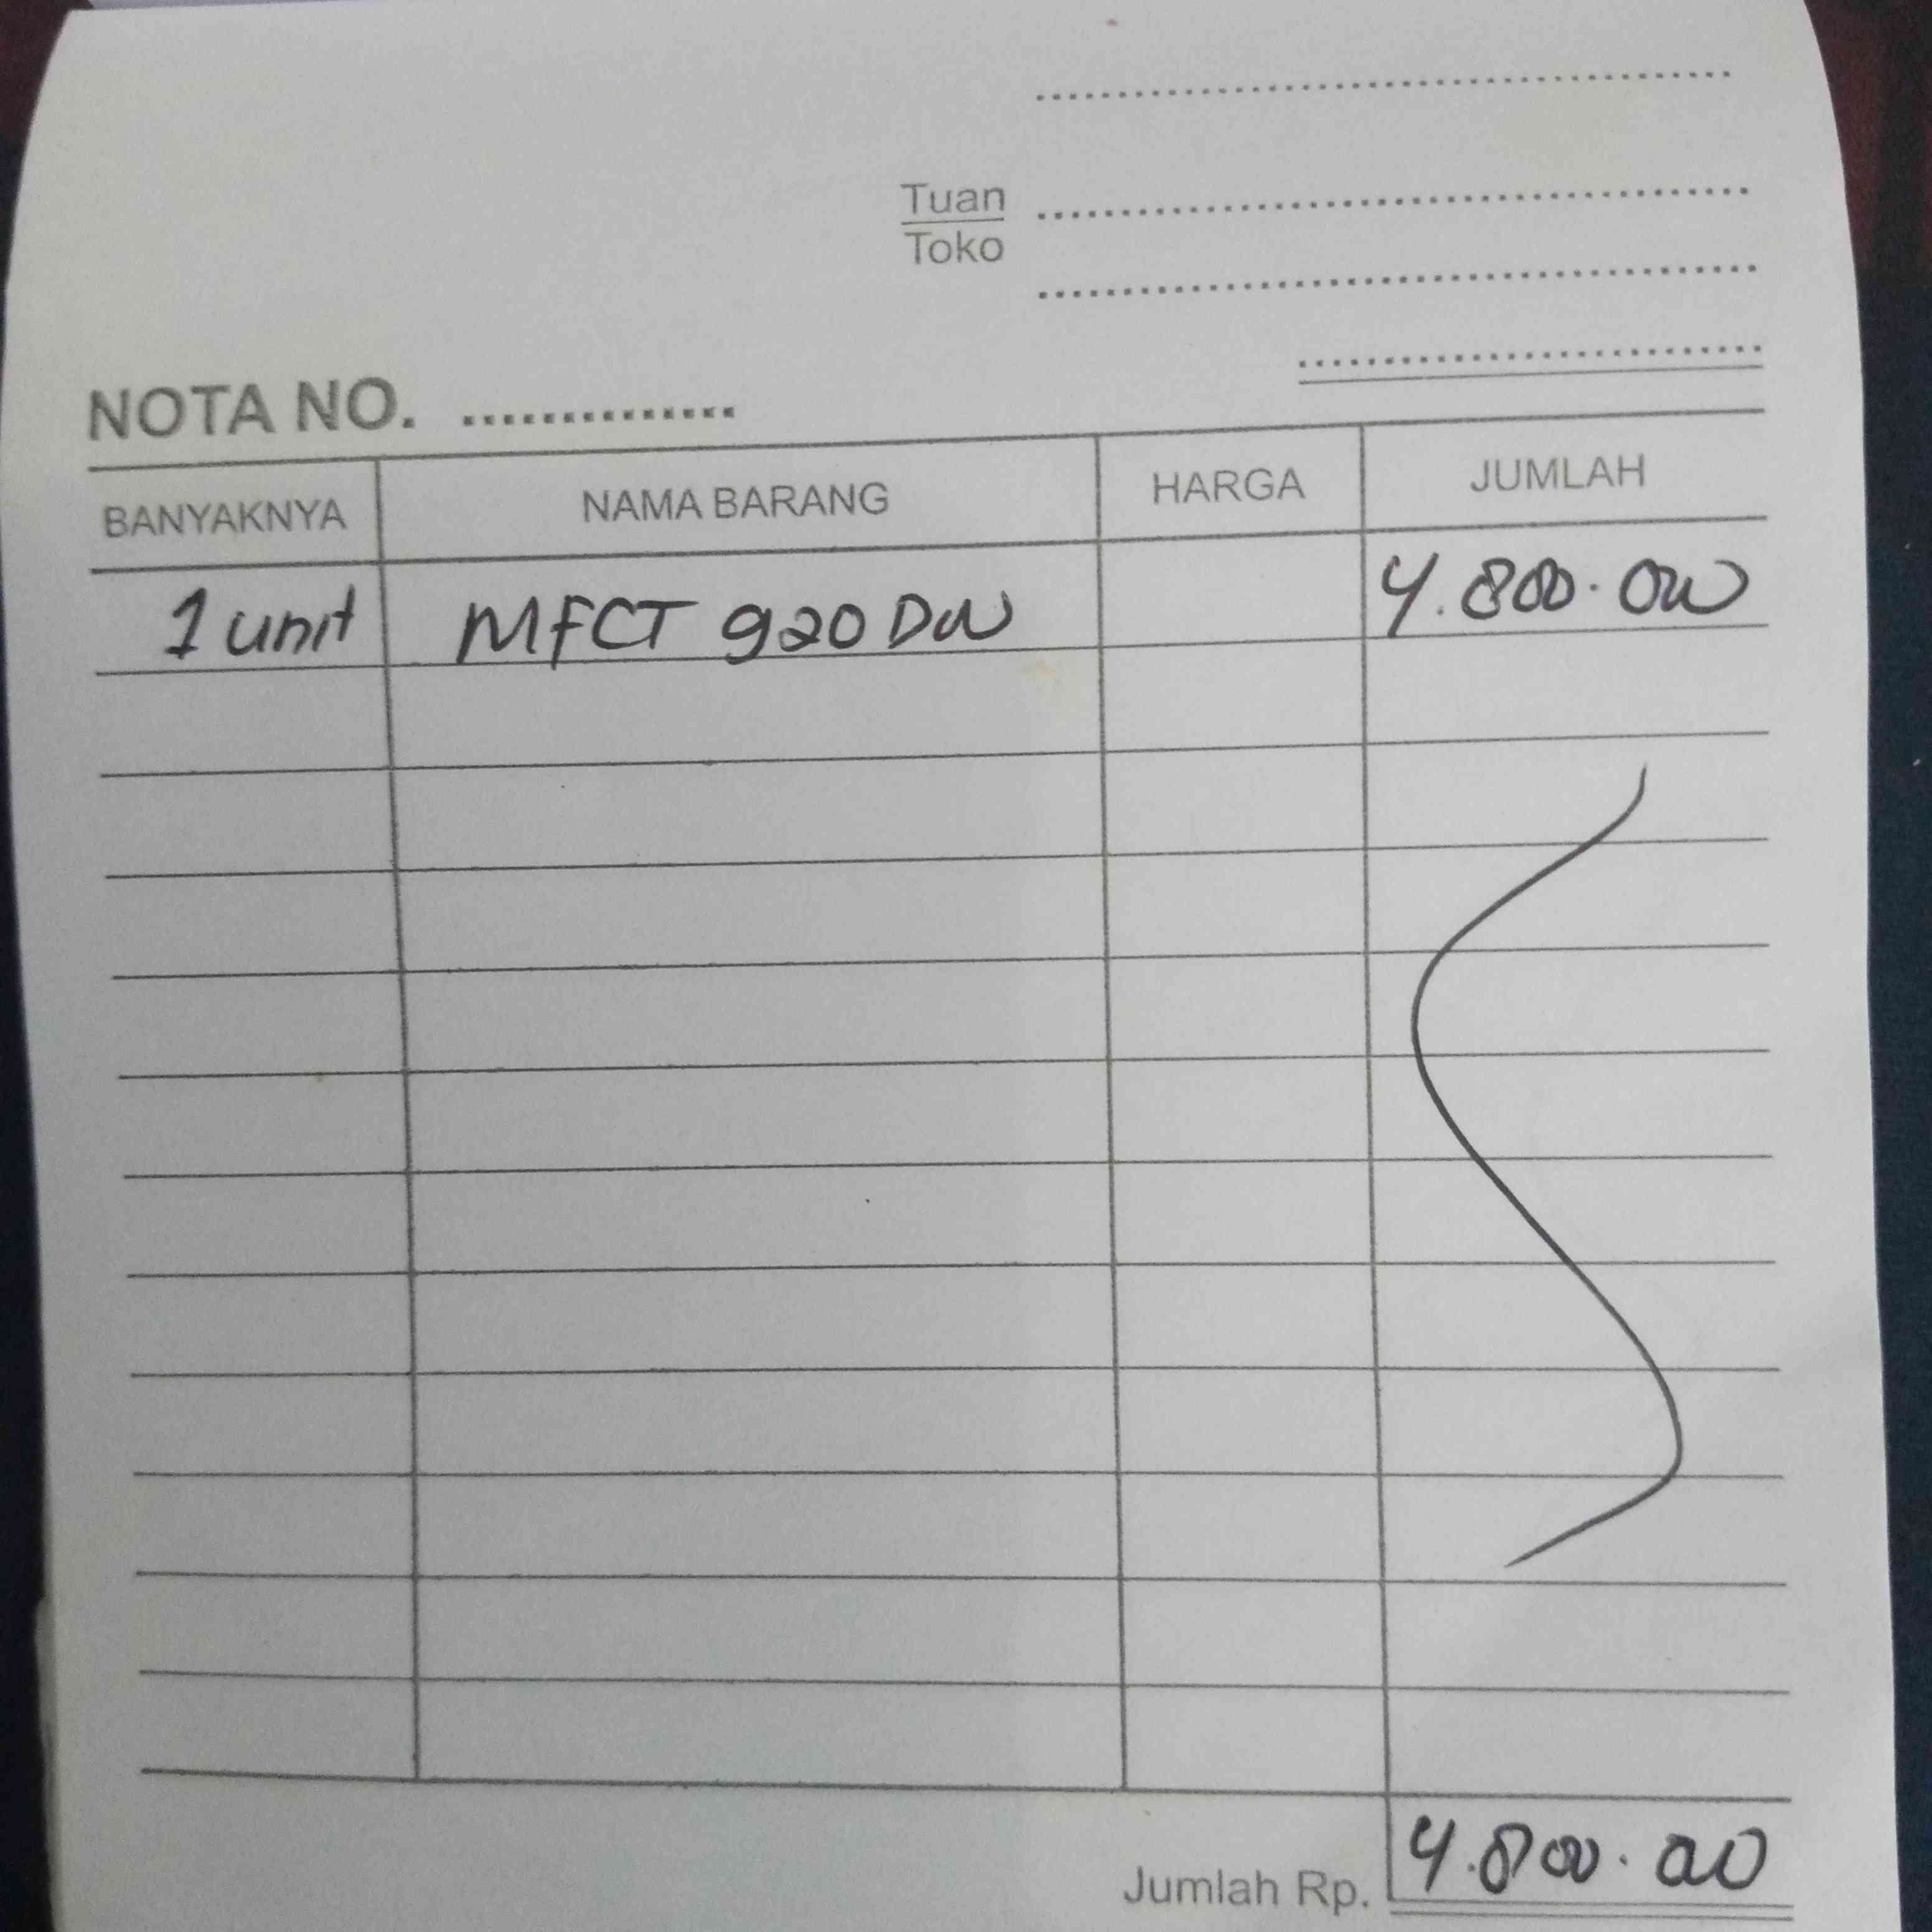 Tuan
Toko
NOTA NO. ..............
BANYAKNYA NAMA BARANG HARGA JUMLAH
1 unit MFCT 920 DW 4.800.000
Jumlah Rp. 4.800.000